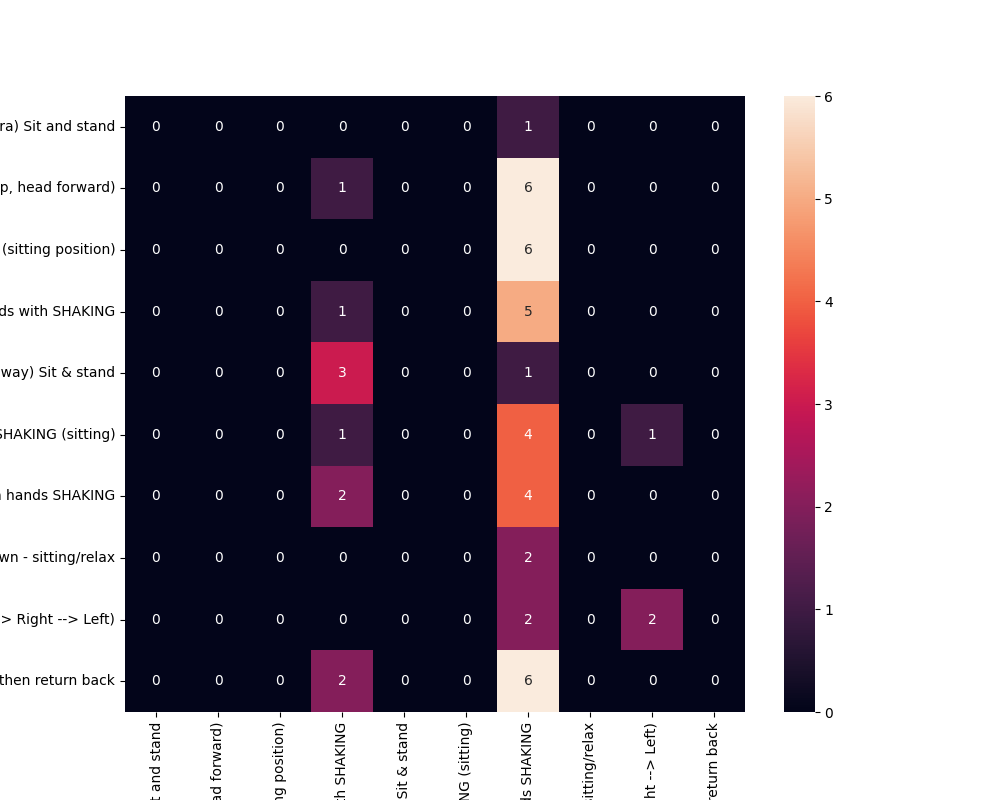 ra) Sit and stand 0 0 0 0 0 0 1 0 0 0
p, head forward) 0 0 0 1 0 0 6 0 0 0
(sitting position) 0 0 0 0 0 0 6 0 0 0
ds with SHAKING 0 0 0 1 0 0 5 0 0 0
way) Sit & stand 0 0 0 3 0 0 1 0 0 0
SHAKING (sitting) 0 0 0 1 0 0 4 0 1 0
hands SHAKING 0 0 0 2 0 0 4 0 0 0
wn - sitting/relax 0 0 0 0 0 0 2 0 0 0
> Right --> Left) 0 0 0 0 0 0 2 0 2 0
then return back 0 0 0 2 0 0 6 0 0 0
t and stand
ad forward)
ng position)
th SHAKING
Sit & stand
NG (sitting)
ds SHAKING
sitting/relax
ht --> Left)
return back
6
5
4
3
2
1
0